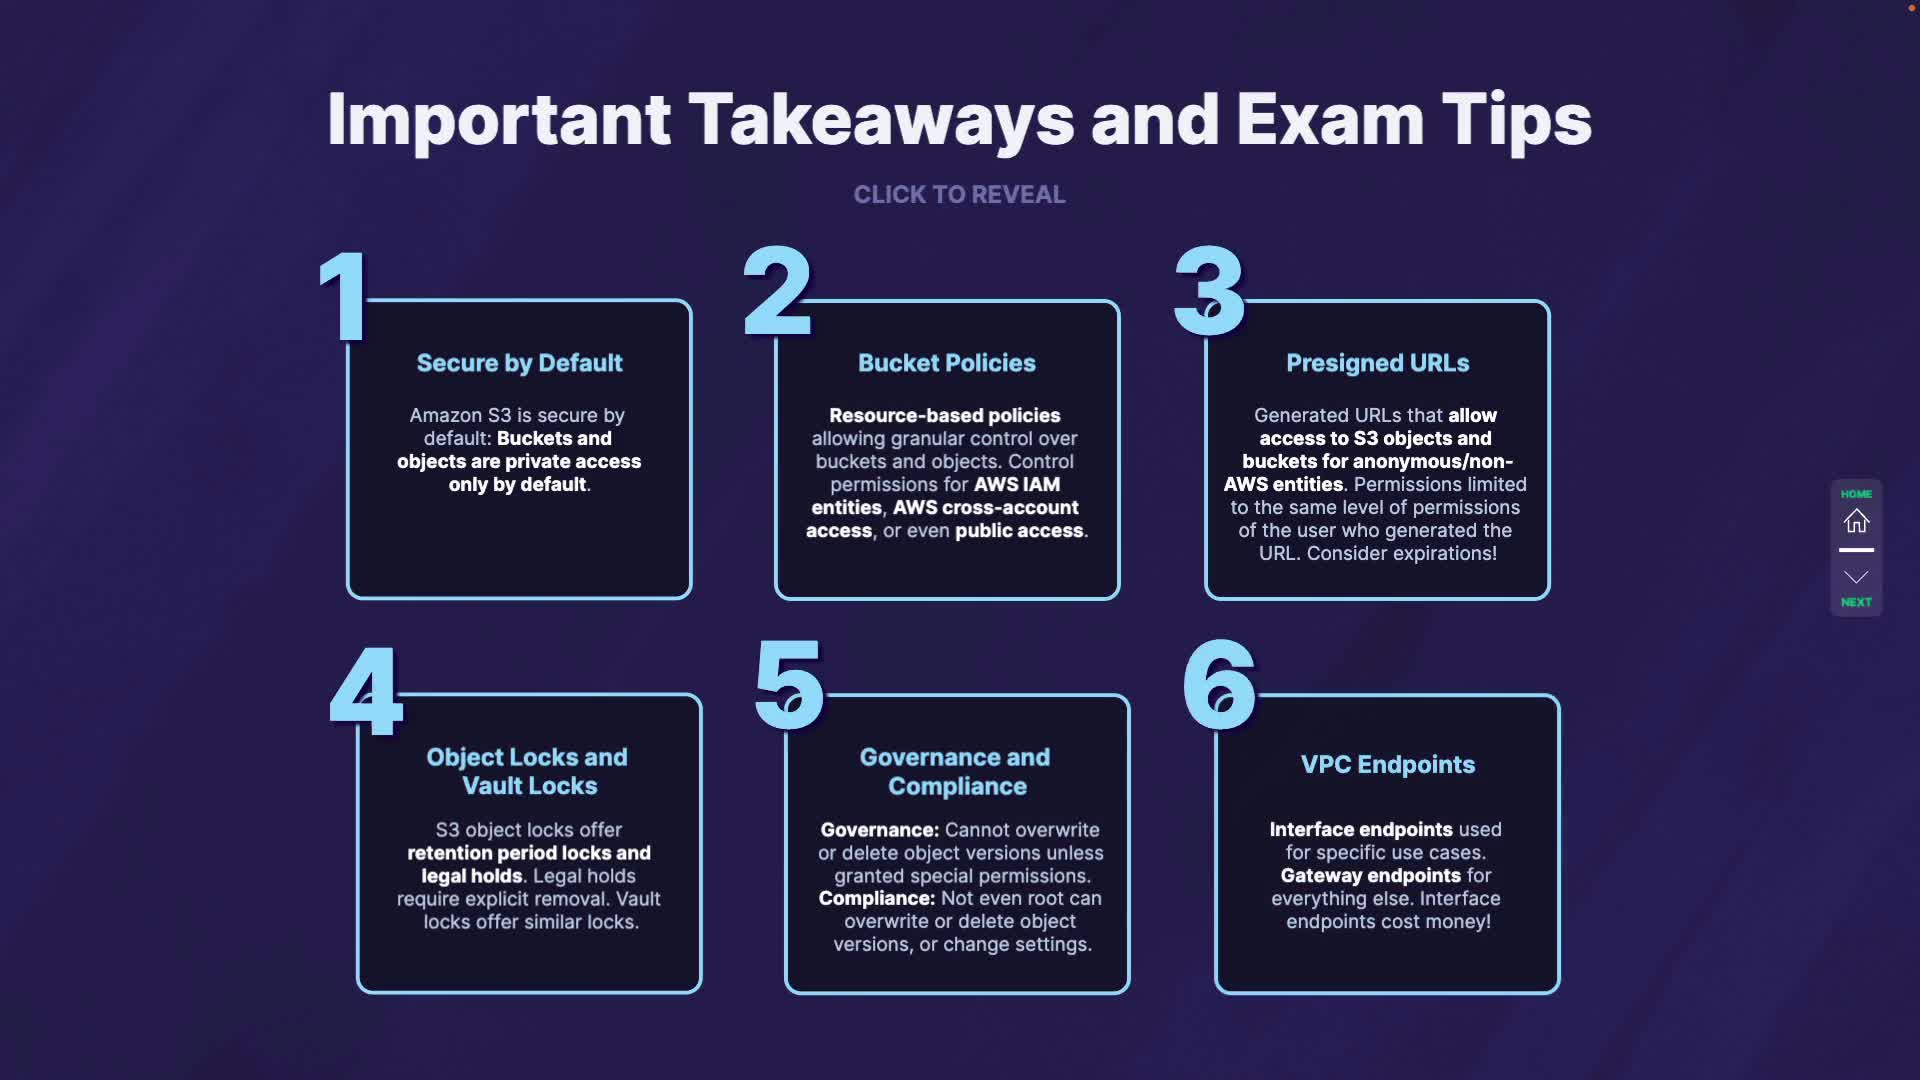 Important Takeaways and Exam Tips
CLICK TO REVEAL
1
Secure by Default
Amazon S3 is secure by
default: Buckets and
objects are private access
only by default.
2
Bucket Policies
Resource-based policies
allowing granular control over
buckets and objects. Control
permissions for AWS IAM
entities, AWS cross-account
access, or even public access.
3
Presigned URLs
Generated URLs that allow
access to S3 objects and
buckets for anonymous/non-
AWS entities. Permissions limited
to the same level of permissions
of the user who generated the
URL. Consider expirations!
4
Object Locks and
Vault Locks
S3 object locks offer
retention period locks and
legal holds. Legal holds
require explicit removal. Vault
locks offer similar locks.
5
Governance and
Compliance
Governance: Cannot overwrite
or delete object versions unless
granted special permissions.
Compliance: Not even root can
overwrite or delete object
versions, or change settings.
6
VPC Endpoints
Interface endpoints used
for specific use cases.
Gateway endpoints for
everything else. Interface
endpoints cost money!
HOME
NEXT